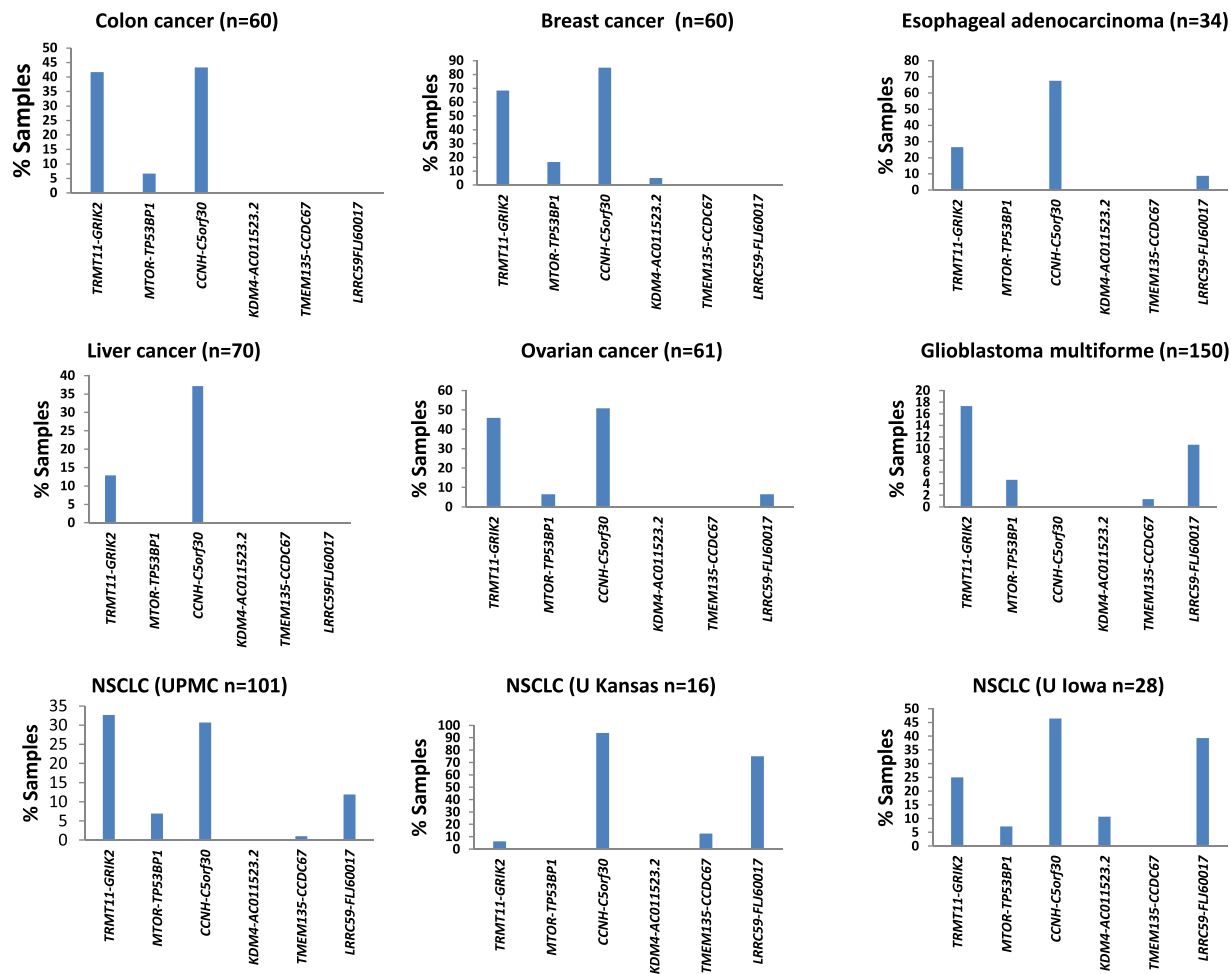 Colon cancer (n=60)
% Samples
50
45
40
35
30
25
20
15
10
5
0
TRMT11-GRIK2
MTOR-TP53BP1
CCNH-C5orf30
KDM4-AC011523.2
TMEM135-CCDC67
LRRC59FLJ60017
Breast cancer (n=60)
% Samples
90
80
70
60
50
40
30
20
10
0
TRMT11-GRIK2
MTOR-TP53BP1
CCNH-C5orf30
KDM4-AC011523.2
TMEM135-CCDC67
LRRC59-FLJ60017
Esophageal adenocarcinoma (n=34)
% Samples
80
70
60
50
40
30
20
10
0
TRMT11-GRIK2
MTOR-TP53BP1
CCNH-C5orf30
KDM4-AC011523.2
TMEM135-CCDC67
LRRC59-FLJ60017
Liver cancer (n=70)
% Samples
40
35
30
25
20
15
10
5
0
TRMT11-GRIK2
MTOR-TP53BP1
CCNH-C5orf30
KDM4-AC011523.2
TMEM135-CCDC67
LRRC59FLJ60017
Ovarian cancer (n=61)
% Samples
60
50
40
30
20
10
0
TRMT11-GRIK2
MTOR-TP53BP1
CCNH-C5orf30
KDM4-AC011523.2
TMEM135-CCDC67
LRRC59-FLJ60017
Glioblastoma multiforme (n=150)
% Samples
20
18
16
14
12
10
8
6
4
2
0
TRMT11-GRIK2
MTOR-TP53BP1
CCNH-C5orf30
KDM4-AC011523.2
TMEM135-CCDC67
LRRC59-FLJ60017
NSCLC (UPMC n=101)
% Samples
35
30
25
20
15
10
5
0
TRMT11-GRIK2
MTOR-TP53BP1
CCNH-C5orf30
KDM4-AC011523.2
TMEM135-CCDC67
LRRC59-FLJ60017
NSCLC (U Kansas n=16)
% Samples
100
90
80
70
60
50
40
30
20
10
0
TRMT11-GRIK2
MTOR-TP53BP1
CCNH-C5orf30
KDM4-AC011523.2
TMEM135-CCDC67
LRRC59-FLJ60017
NSCLC (U Iowa n=28)
% Samples
50
45
40
35
30
25
20
15
10
5
0
TRMT11-GRIK2
MTOR-TP53BP1
CCNH-C5orf30
KDM4-AC011523.2
TMEM135-CCDC67
LRRC59-FLJ60017